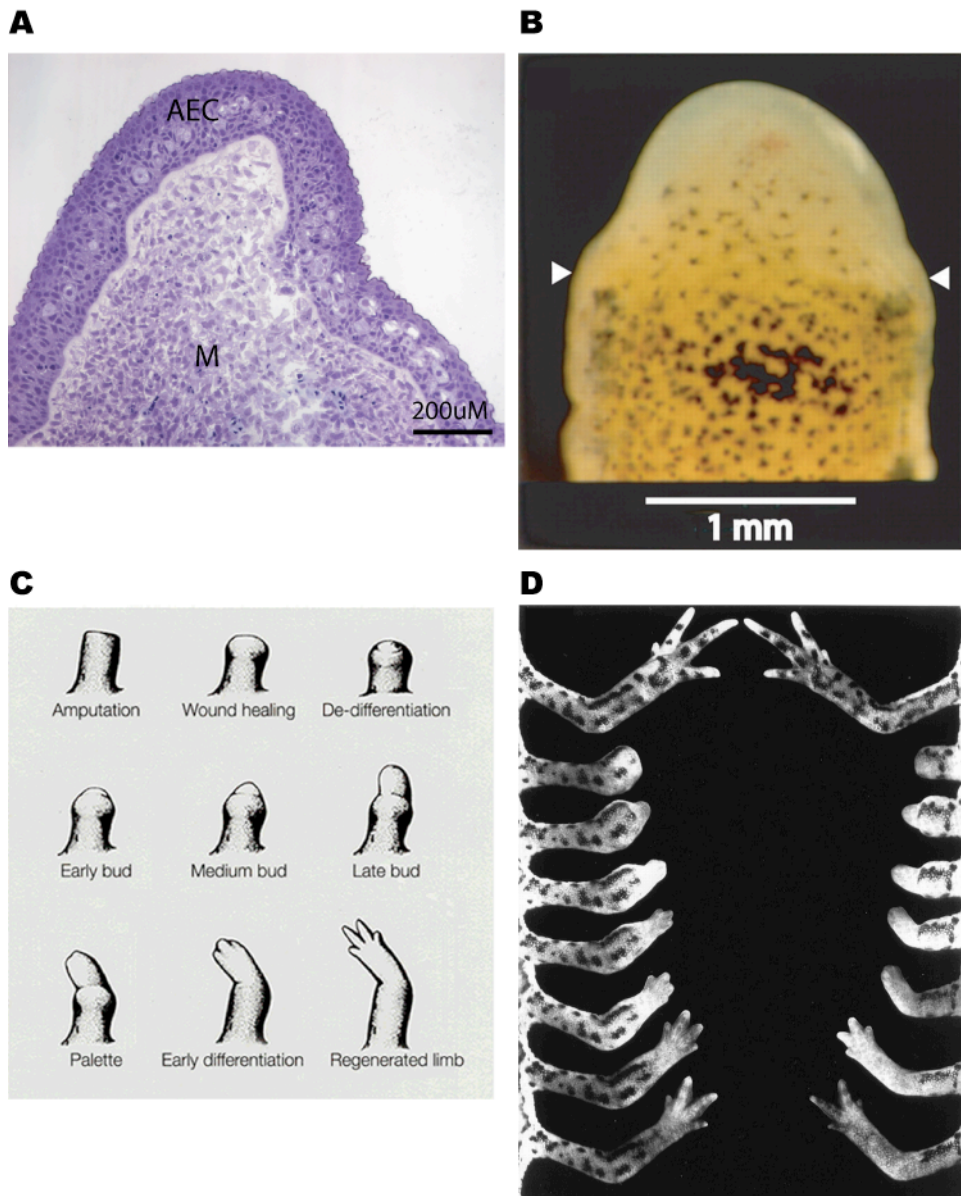 A
B
AEC
M
200uM
1 mm
C
D
Amputation
Wound healing
De-differentiation
Early bud
Medium bud
Late bud
Palette
Early differentiation
Regenerated limb